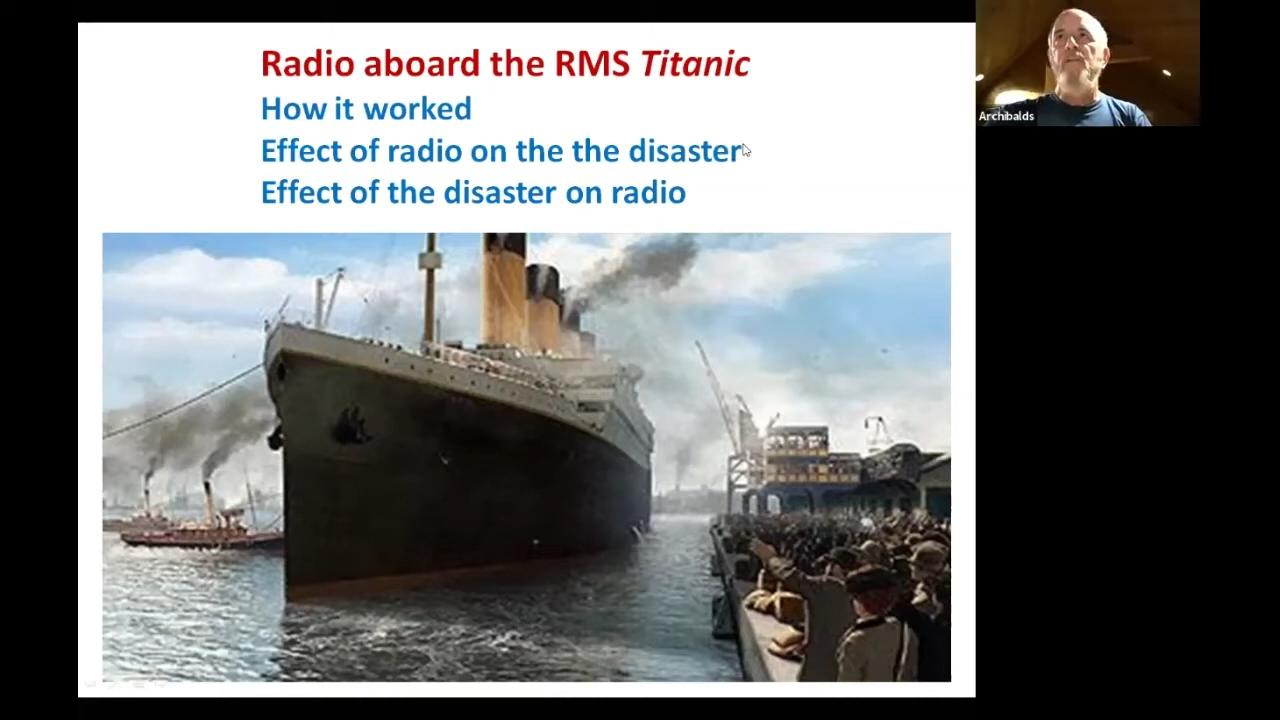 Radio aboard the RMS Titanic
How it worked
Effect of radio on the the disaster
Effect of the disaster on radio
Archibalds